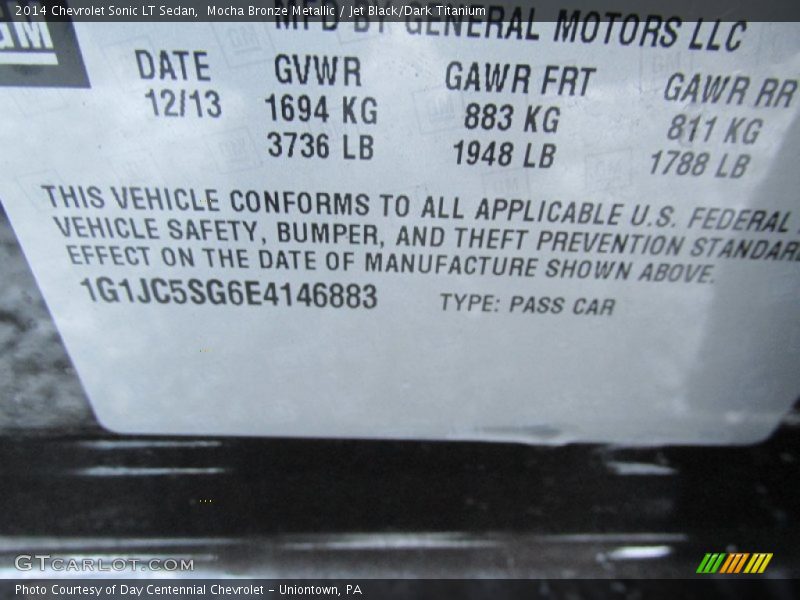 2014 Chevrolet Sonic LT Sedan, Mocha Bronze Metallic / Jet Black/Dark Titanium
GM
MFD BY GENERAL MOTORS LLC
DATE GVWR GAWR FRT GAWR RR
12/13 1694 KG 883 KG 811 KG
3736 LB 1948 LB 1788 LB
THIS VEHICLE CONFORMS TO ALL APPLICABLE U.S. FEDERAL
VEHICLE SAFETY, BUMPER, AND THEFT PREVENTION STANDAR
EFFECT ON THE DATE OF MANUFACTURE SHOWN ABOVE.
1G1JC5SG6E4146883 TYPE: PASS CAR
GTCARLOT.COM
Photo Courtesy of Day Centennial Chevrolet - Uniontown, PA